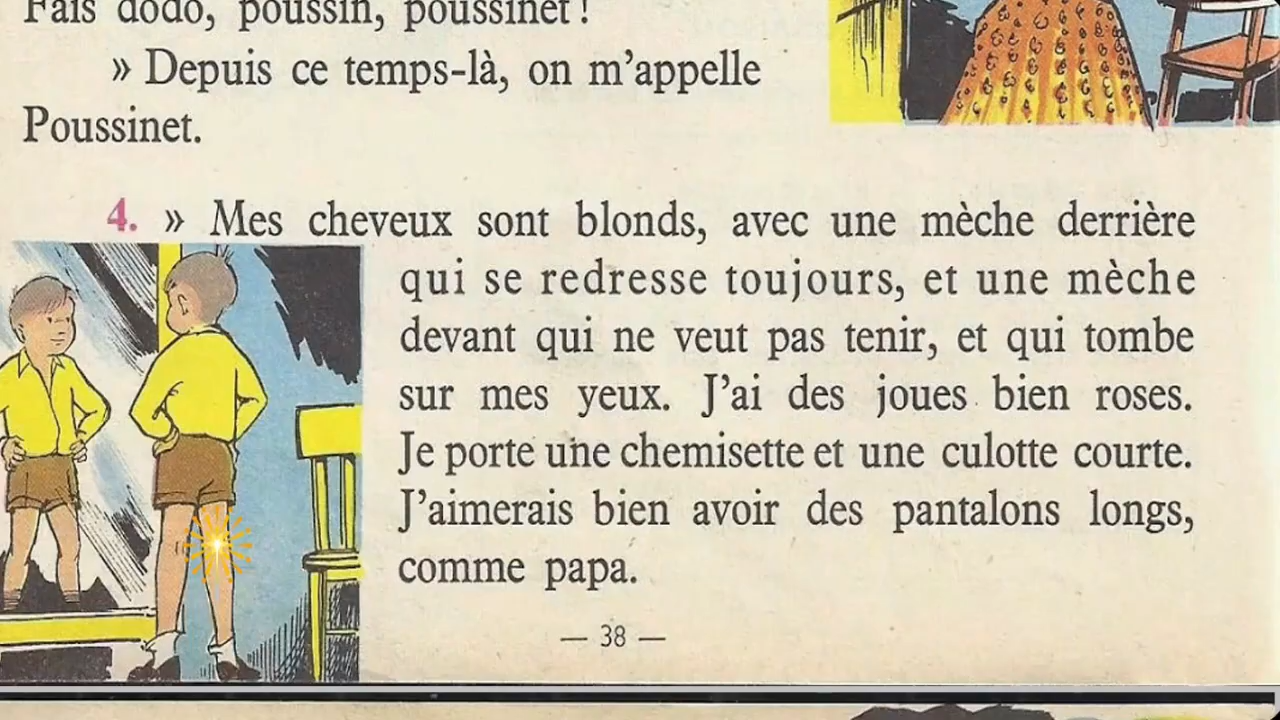 Fais dodo, poussin, poussinet !
» Depuis ce temps-là, on m'appelle
Poussinet.
4. » Mes cheveux sont blonds, avec une mèche derrière
qui se redresse toujours, et une mèche
devant qui ne veut pas tenir, et qui tombe
sur mes yeux. J'ai des joues bien roses.
Je porte une chemisette et une culotte courte.
J'aimerais bien avoir des pantalons longs,
comme papa.
— 38 —